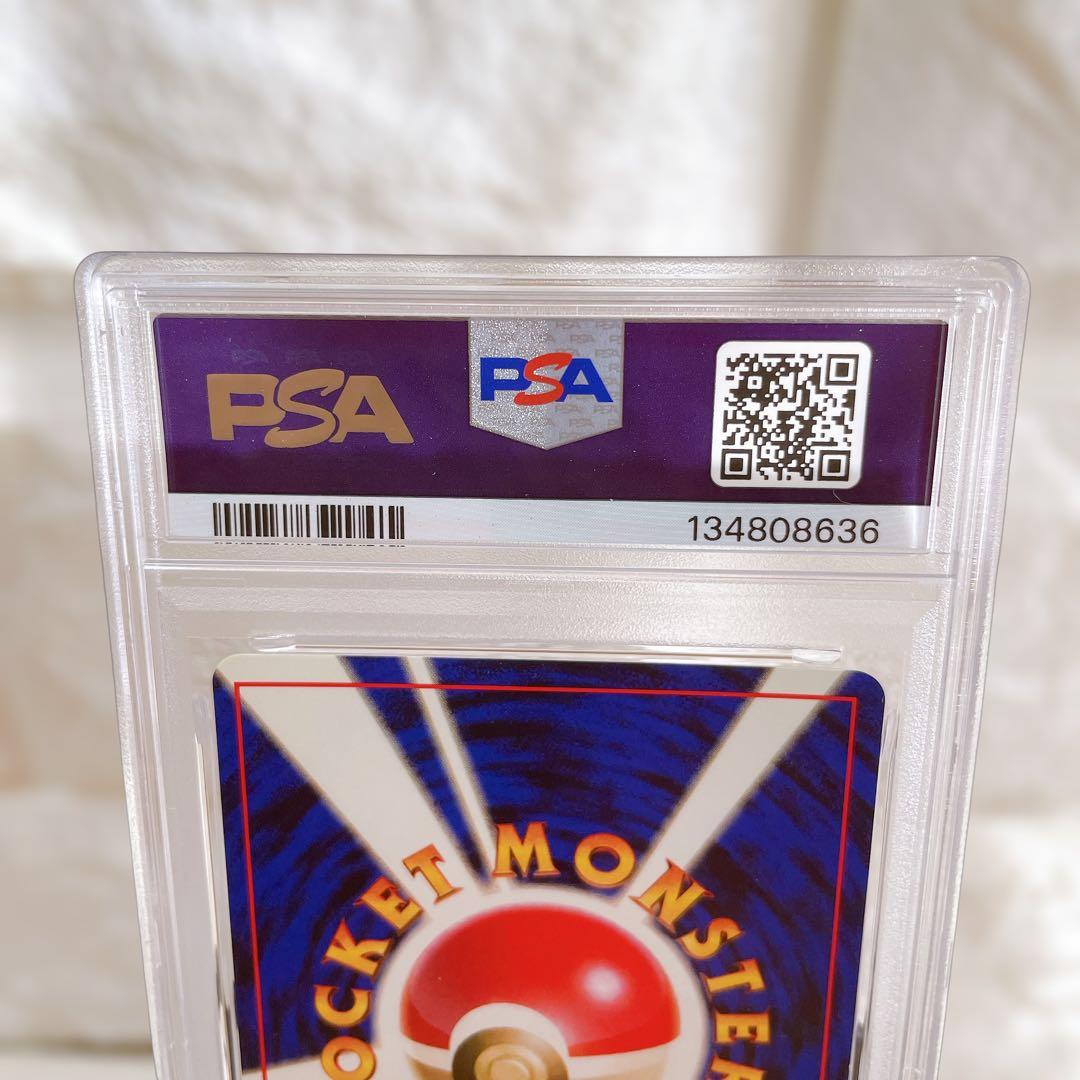 PSA
PSA
134808636
POCKET MONSTERS